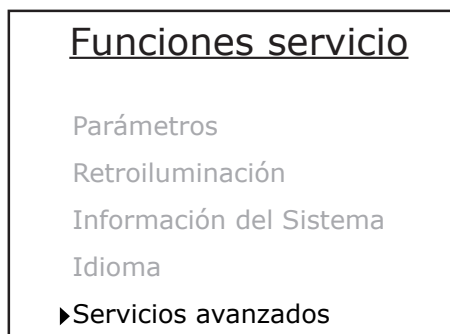 Funciones servicio
Parámetros
Retroiluminación
Información del Sistema
Idioma
Servicios avanzados